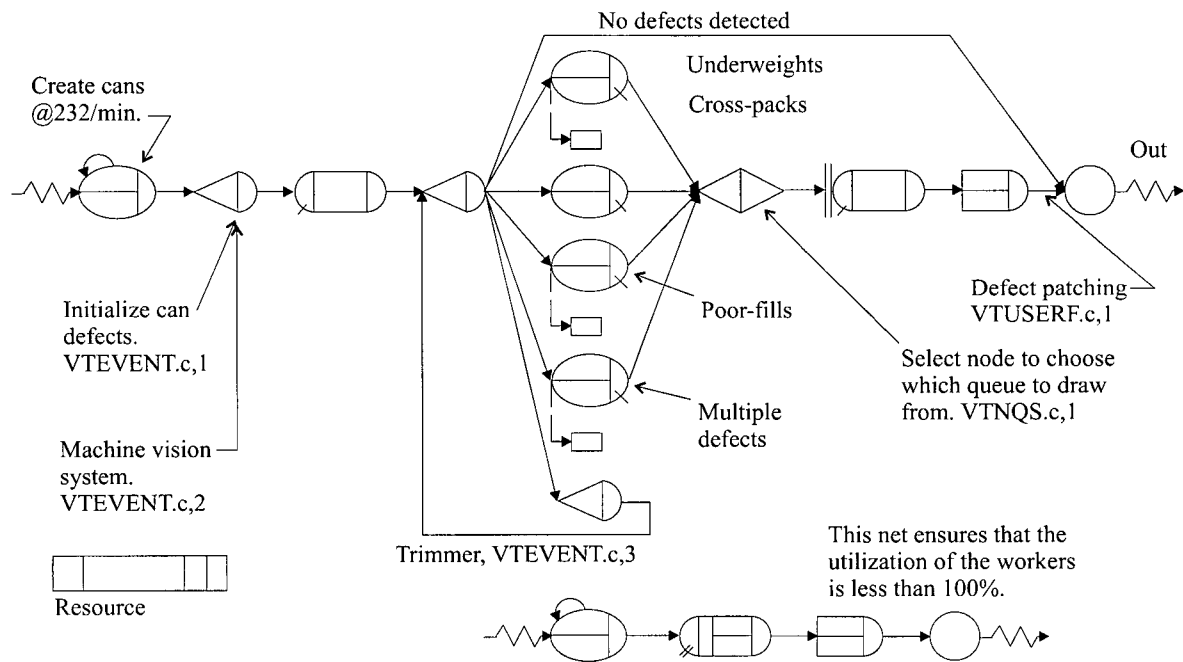 No defects detected
Underweights
Cross-packs
Create cans
@232/min.
Out
Initialize can
defects.
VTEVENT.c,1
Poor-fills
Defect patching
VTUSERF.c,1
Select node to choose
which queue to draw
from. VTNQS.c,1
Multiple
defects
Machine vision
system.
VTEVENT.c,2
Trimmer, VTEVENT.c,3
Resource
This net ensures that the
utilization of the workers
is less than 100%.